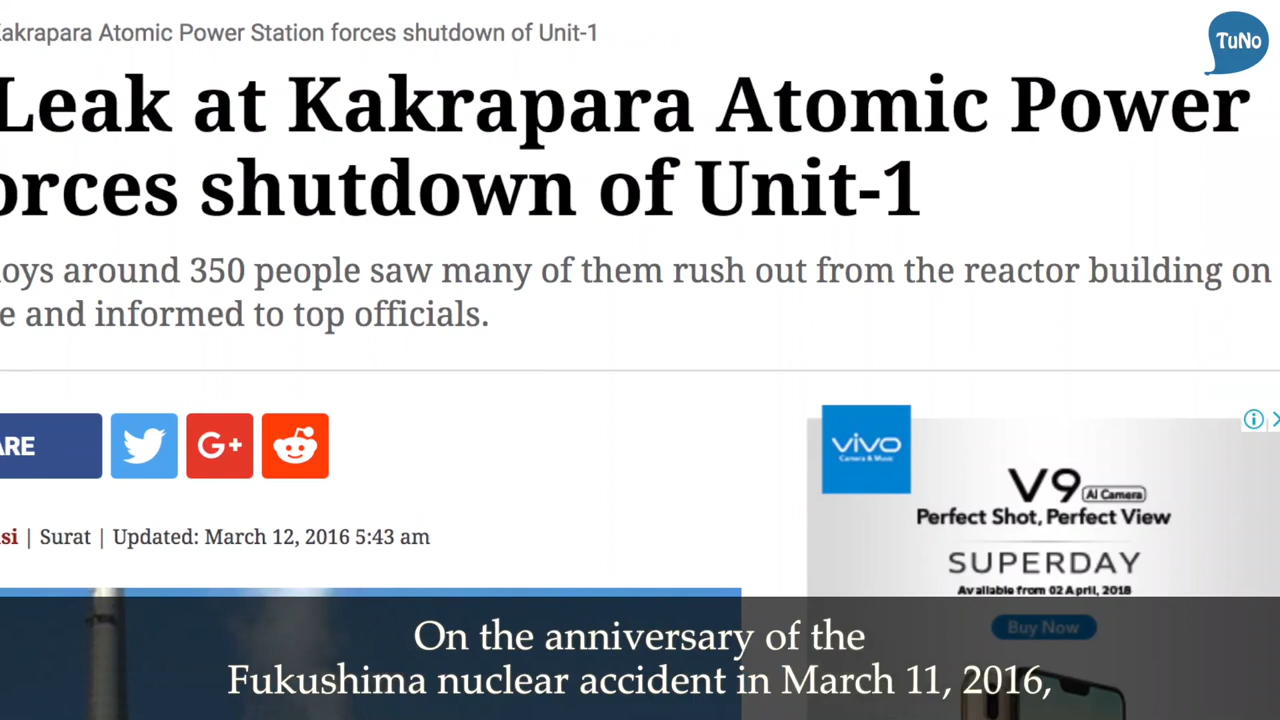 akrapara Atomic Power Station forces shutdown of Unit-1
TuNo
Leak at Kakrapara Atomic Power
orces shutdown of Unit-1
oys around 350 people saw many of them rush out from the reactor building on
e and informed to top officials.
ARE
G+
vivo
Camera & Music
V9 AI Camera
Perfect Shot, Perfect View
si | Surat | Updated: March 12, 2016 5:43 am
SUPERDAY
Available from 02 April, 2018
Buy Now
On the anniversary of the
Fukushima nuclear accident in March 11, 2016,